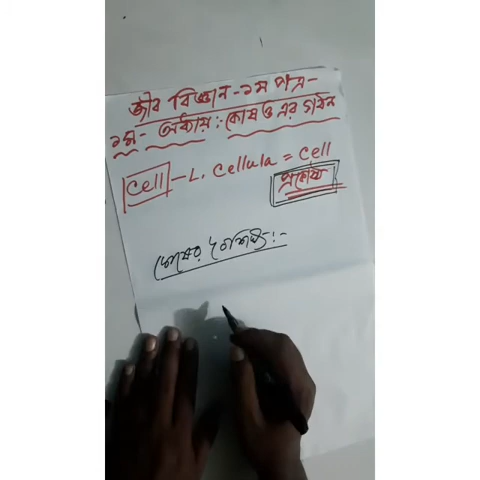 জীব বিজ্ঞান-১ম পত্র-
১ম- অধ্যায়: কোষ ও এর গঠন
Cell - L. Cellula = Cell
প্রকোষ্ঠ
কোষের বৈশিষ্ট্য:-